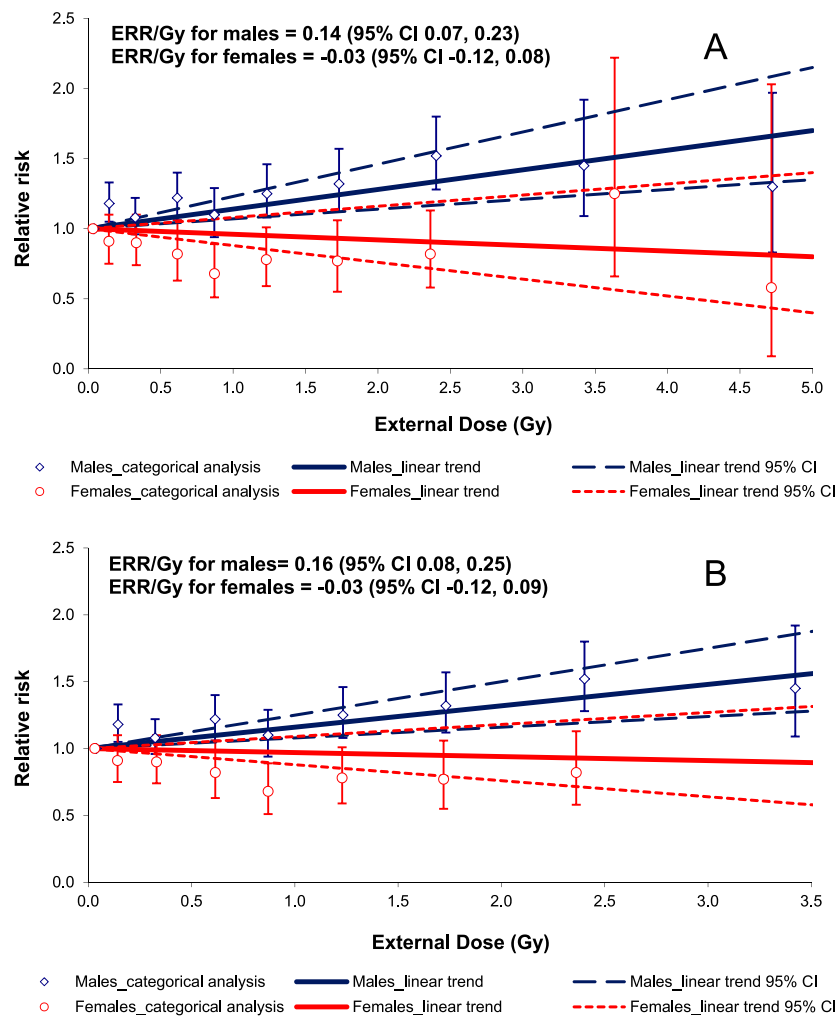 ERR/Gy for males = 0.14 (95% CI 0.07, 0.23)
ERR/Gy for females = -0.03 (95% CI -0.12, 0.08)
A
2.5
2.0
1.5
1.0
0.5
0.0
Relative risk
0.0 0.5 1.0 1.5 2.0 2.5 3.0 3.5 4.0 4.5 5.0
External Dose (Gy)
Males_categorical analysis Males_linear trend Males_linear trend 95% CI
Females_categorical analysis Females_linear trend Females_linear trend 95% CI
ERR/Gy for males= 0.16 (95% CI 0.08, 0.25)
ERR/Gy for females = -0.03 (95% CI -0.12, 0.09)
B
2.5
2.0
1.5
1.0
0.5
0.0
Relative risk
0.0 0.5 1.0 1.5 2.0 2.5 3.0 3.5
External Dose (Gy)
Males_categorical analysis Males_linear trend Males_linear trend 95% CI
Females_categorical analysis Females_linear trend Females_linear trend 95% CI